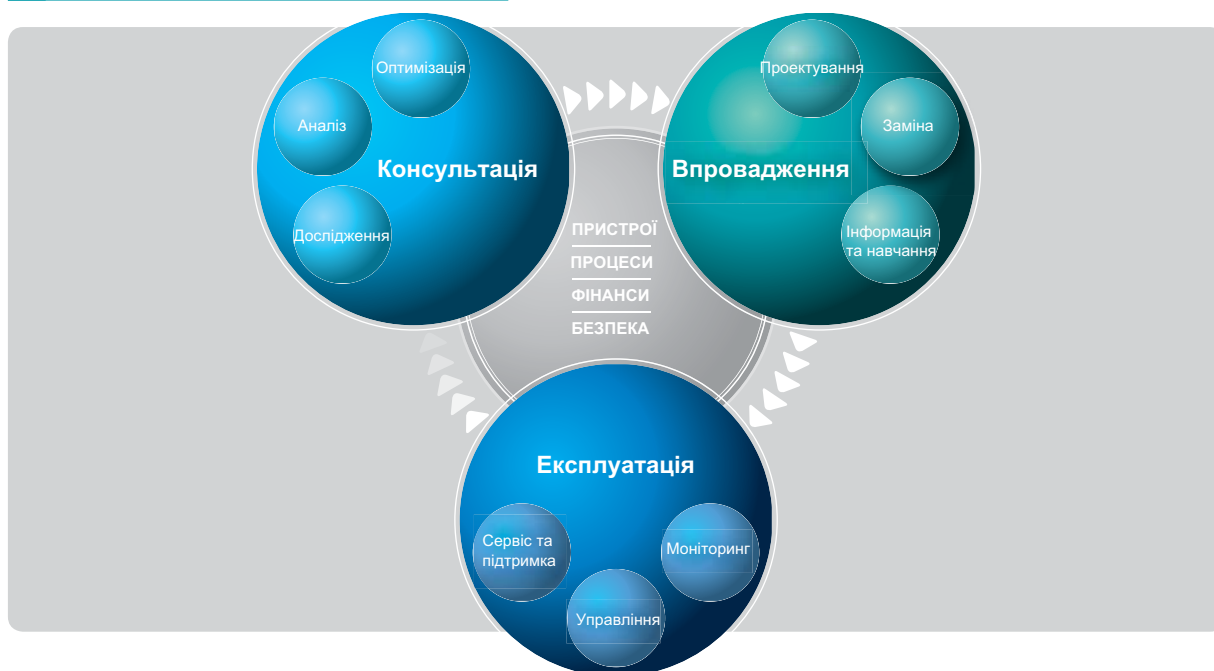 Оптимізація
Аналіз
Консультація
Дослідження
Проектування
Заміна
Впровадження
Інформація
та навчання
ПРИСТРОЇ
ПРОЦЕСИ
ФІНАНСИ
БЕЗПЕКА
Експлуатація
Сервіс та
підтримка
Моніторинг
Управління